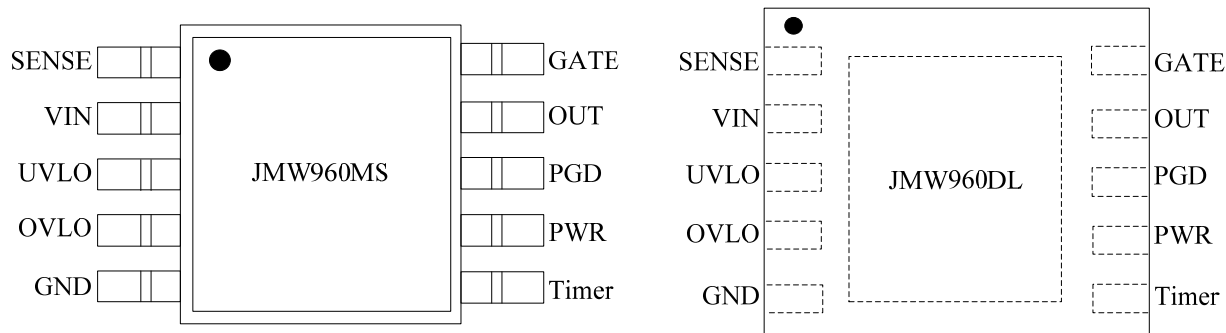 SENSE
VIN
UVLO
OVLO
GND
JMW960MS
GATE
OUT
PGD
PWR
Timer
SENSE
VIN
UVLO
OVLO
GND
JMW960DL
GATE
OUT
PGD
PWR
Timer